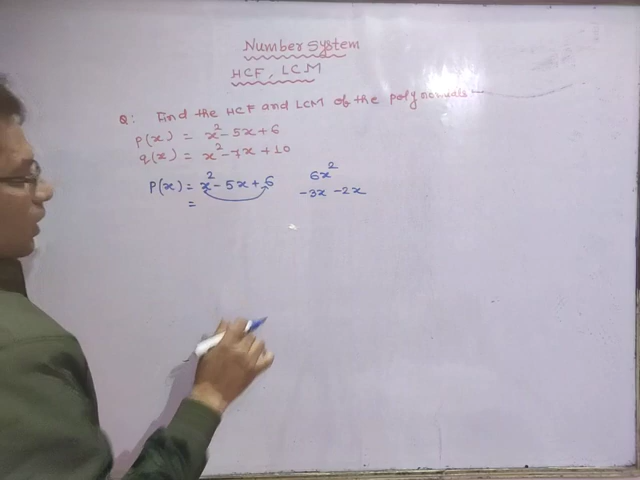 Number System
HCF, LCM
Q: Find the HCF and LCM of the polynomials -
p(x) = x² - 5x + 6
q(x) = x² - 7x + 10
P(x) = x² - 5x + 6 6x²
= -3x -2x